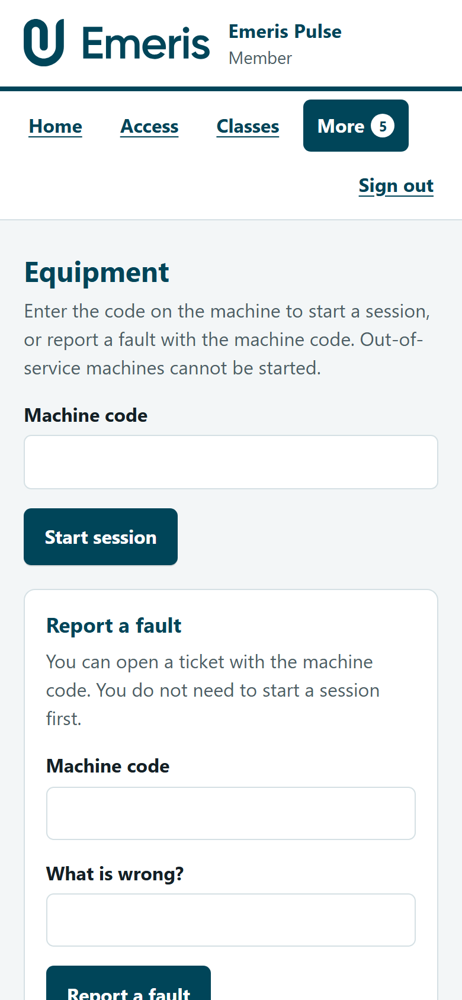 Emeris
Emeris Pulse
Member
Home
Access
Classes
More 5
Sign out
Equipment
Enter the code on the machine to start a session,
or report a fault with the machine code. Out-of-
service machines cannot be started.
Machine code
Start session
Report a fault
You can open a ticket with the machine
code. You do not need to start a session
first.
Machine code
What is wrong?
Report a fault